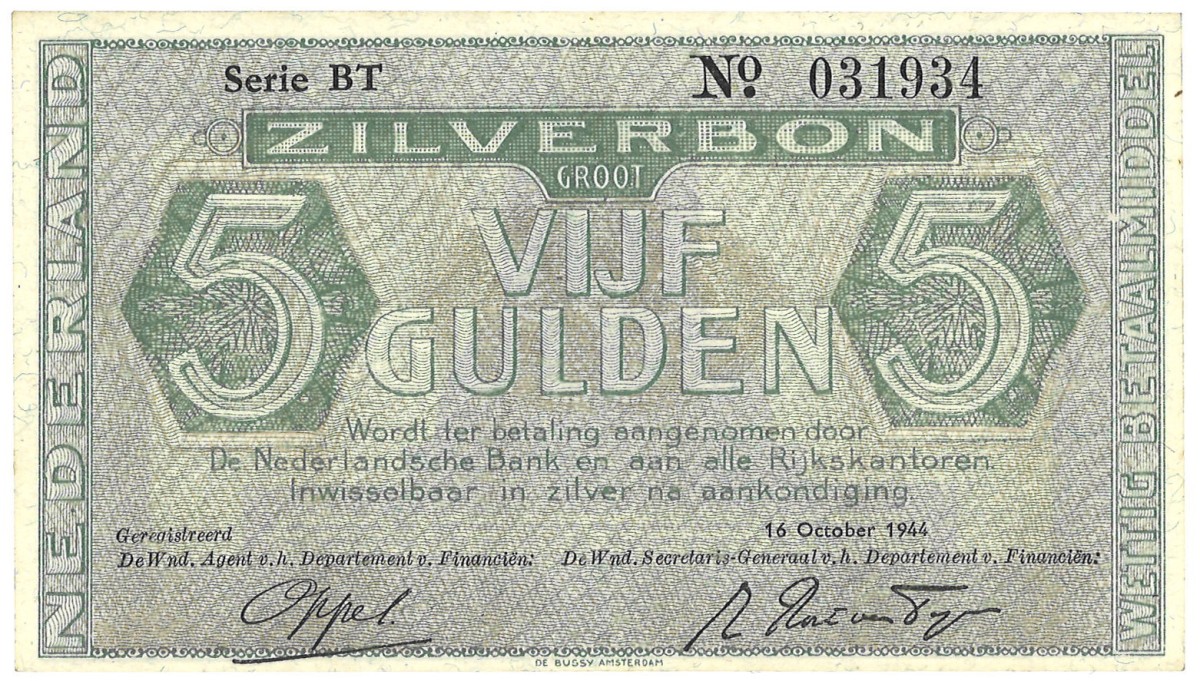 Serie BT
Nº 031934
ZILVERBON
GROOT
NEDERLAND
5
VIJF
GULDEN
5
WETTIG BETAALMIDDEL
Wordt ter betaling aangenomen door
De Nederlandsche Bank en aan alle Rijkskantoren.
Inwisselbaar in zilver na aankondiging.
16 October 1944
Geregistreerd
De Wnd. Agent v. h. Departement v. Financiën:
De Wnd. Secretaris-Generaal v. h. Departement v. Financiën:
Oppel.
DE BUSSY AMSTERDAM